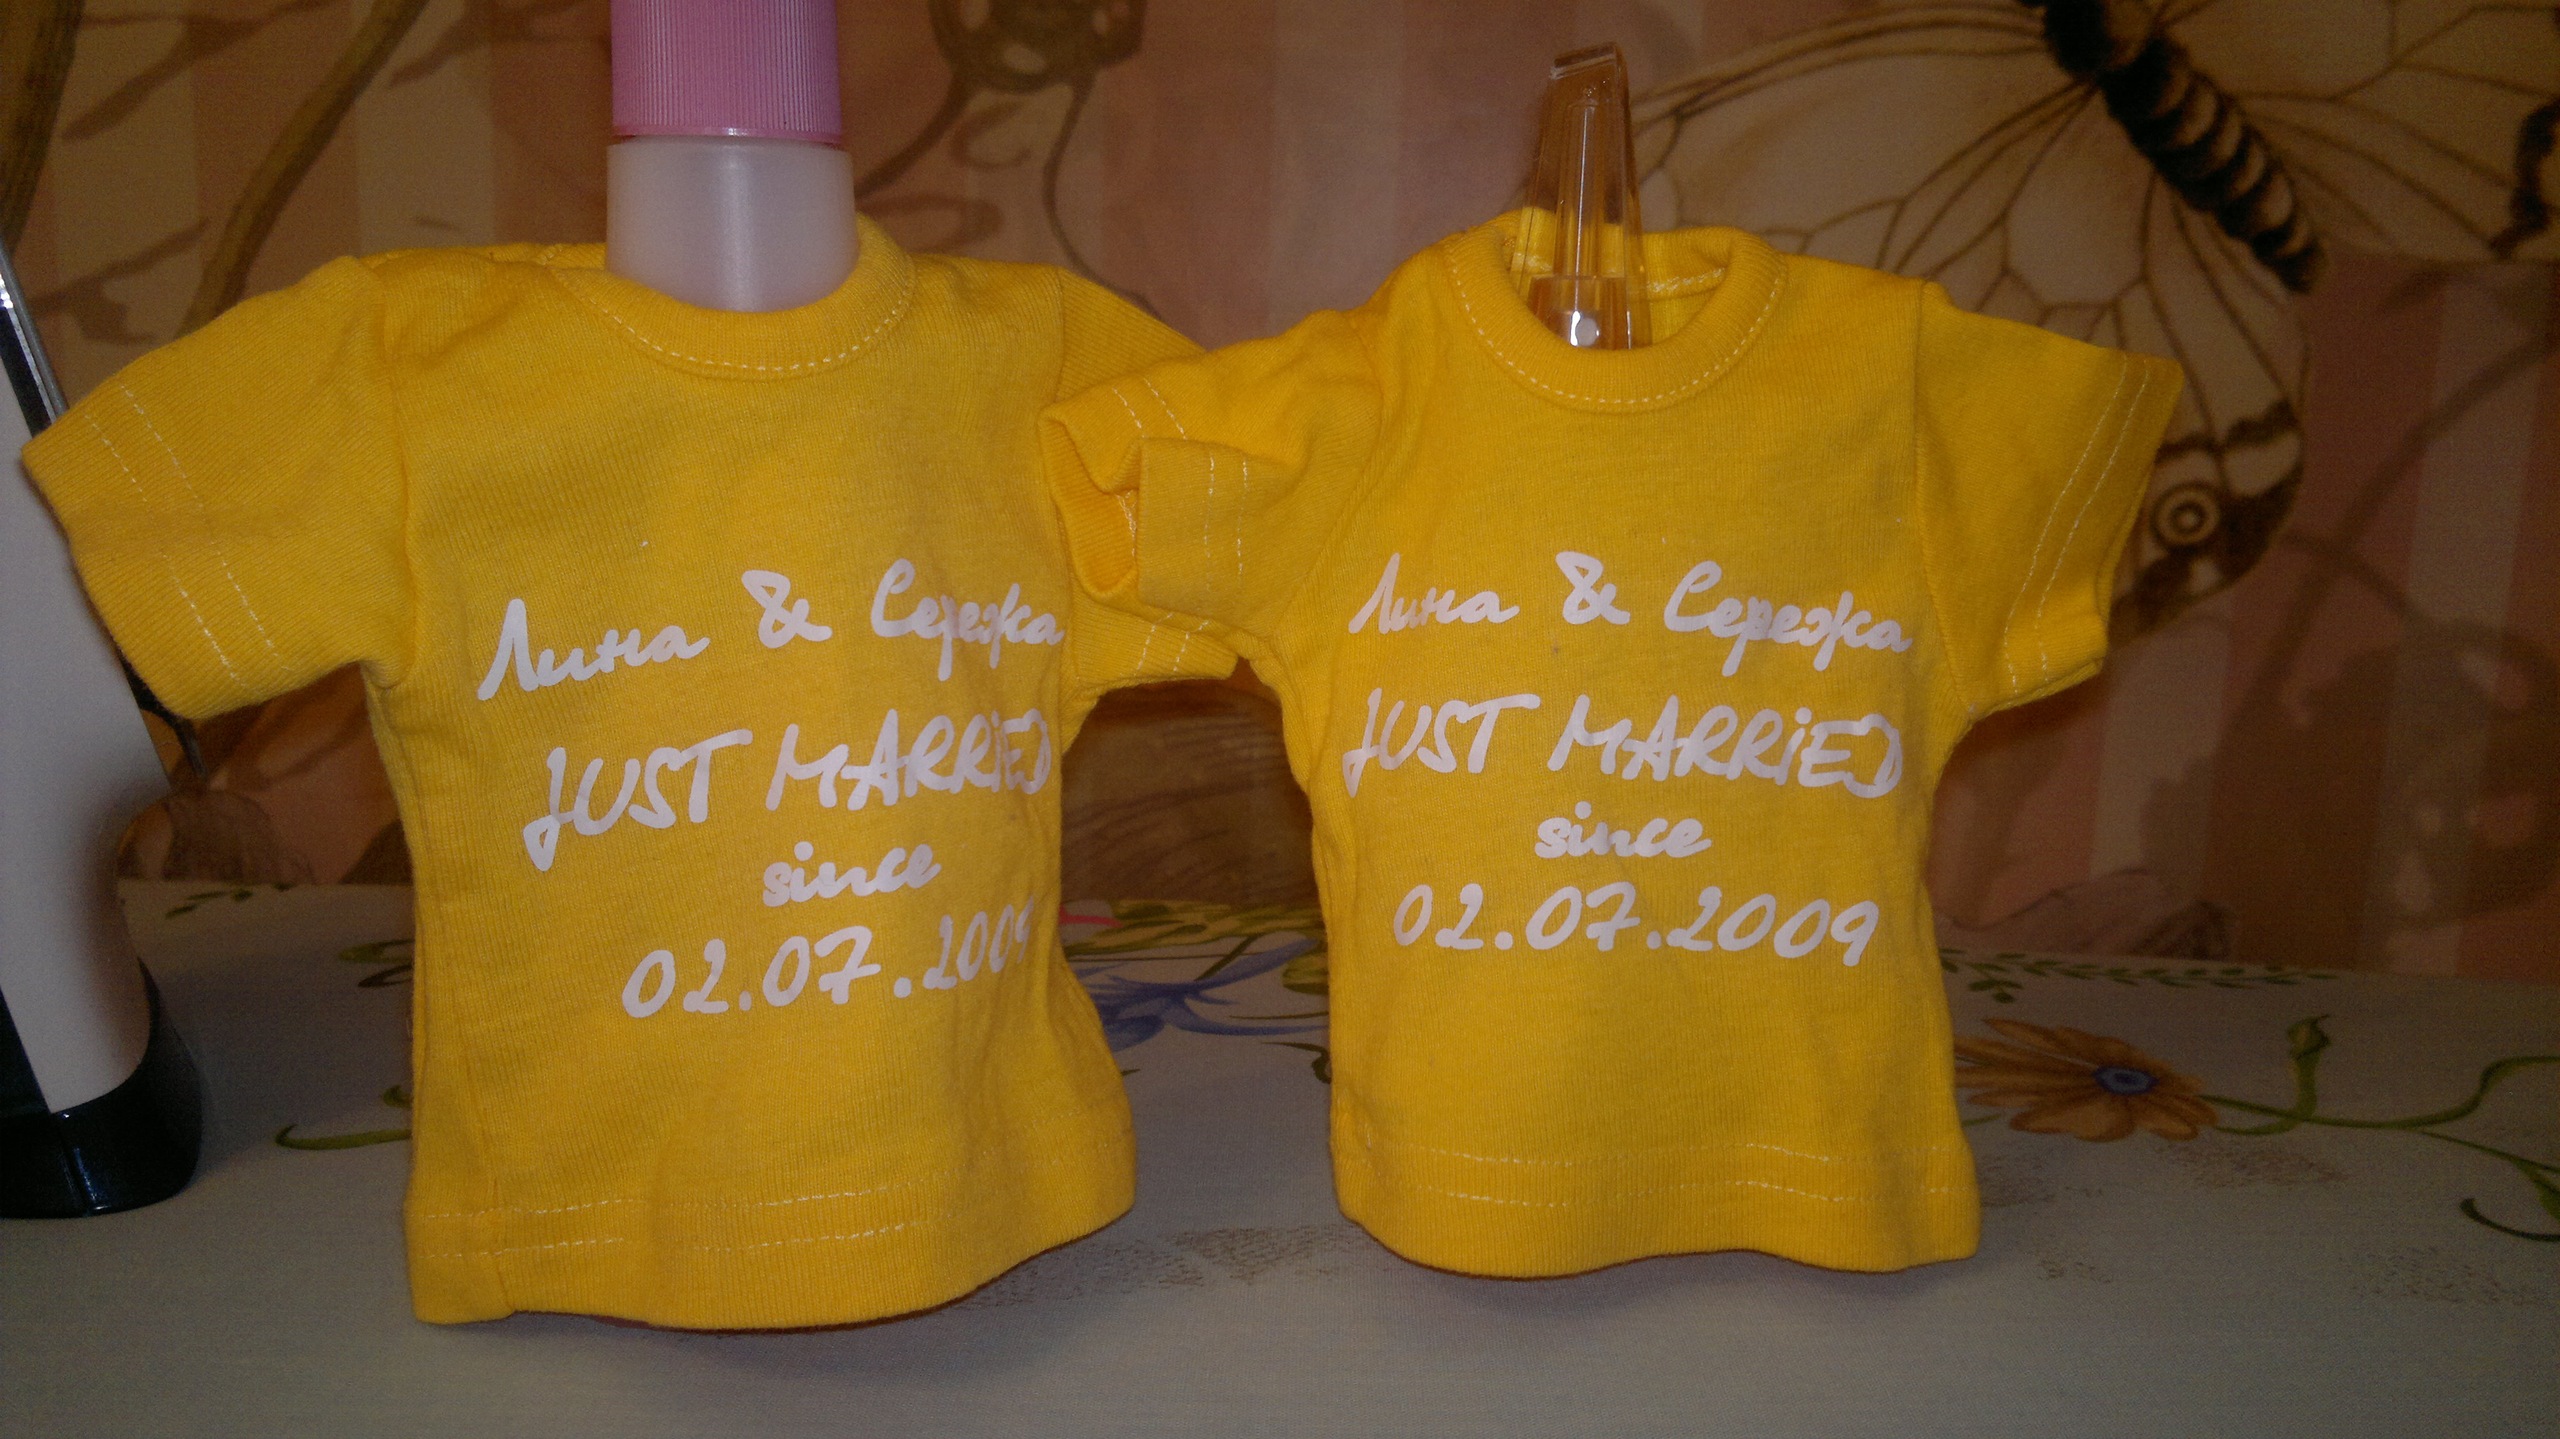 Лина & Сережа
JUST MARRiED
since
02.07.2009
Лина & Сережа
JUST MARRiED
since
02.07.2009